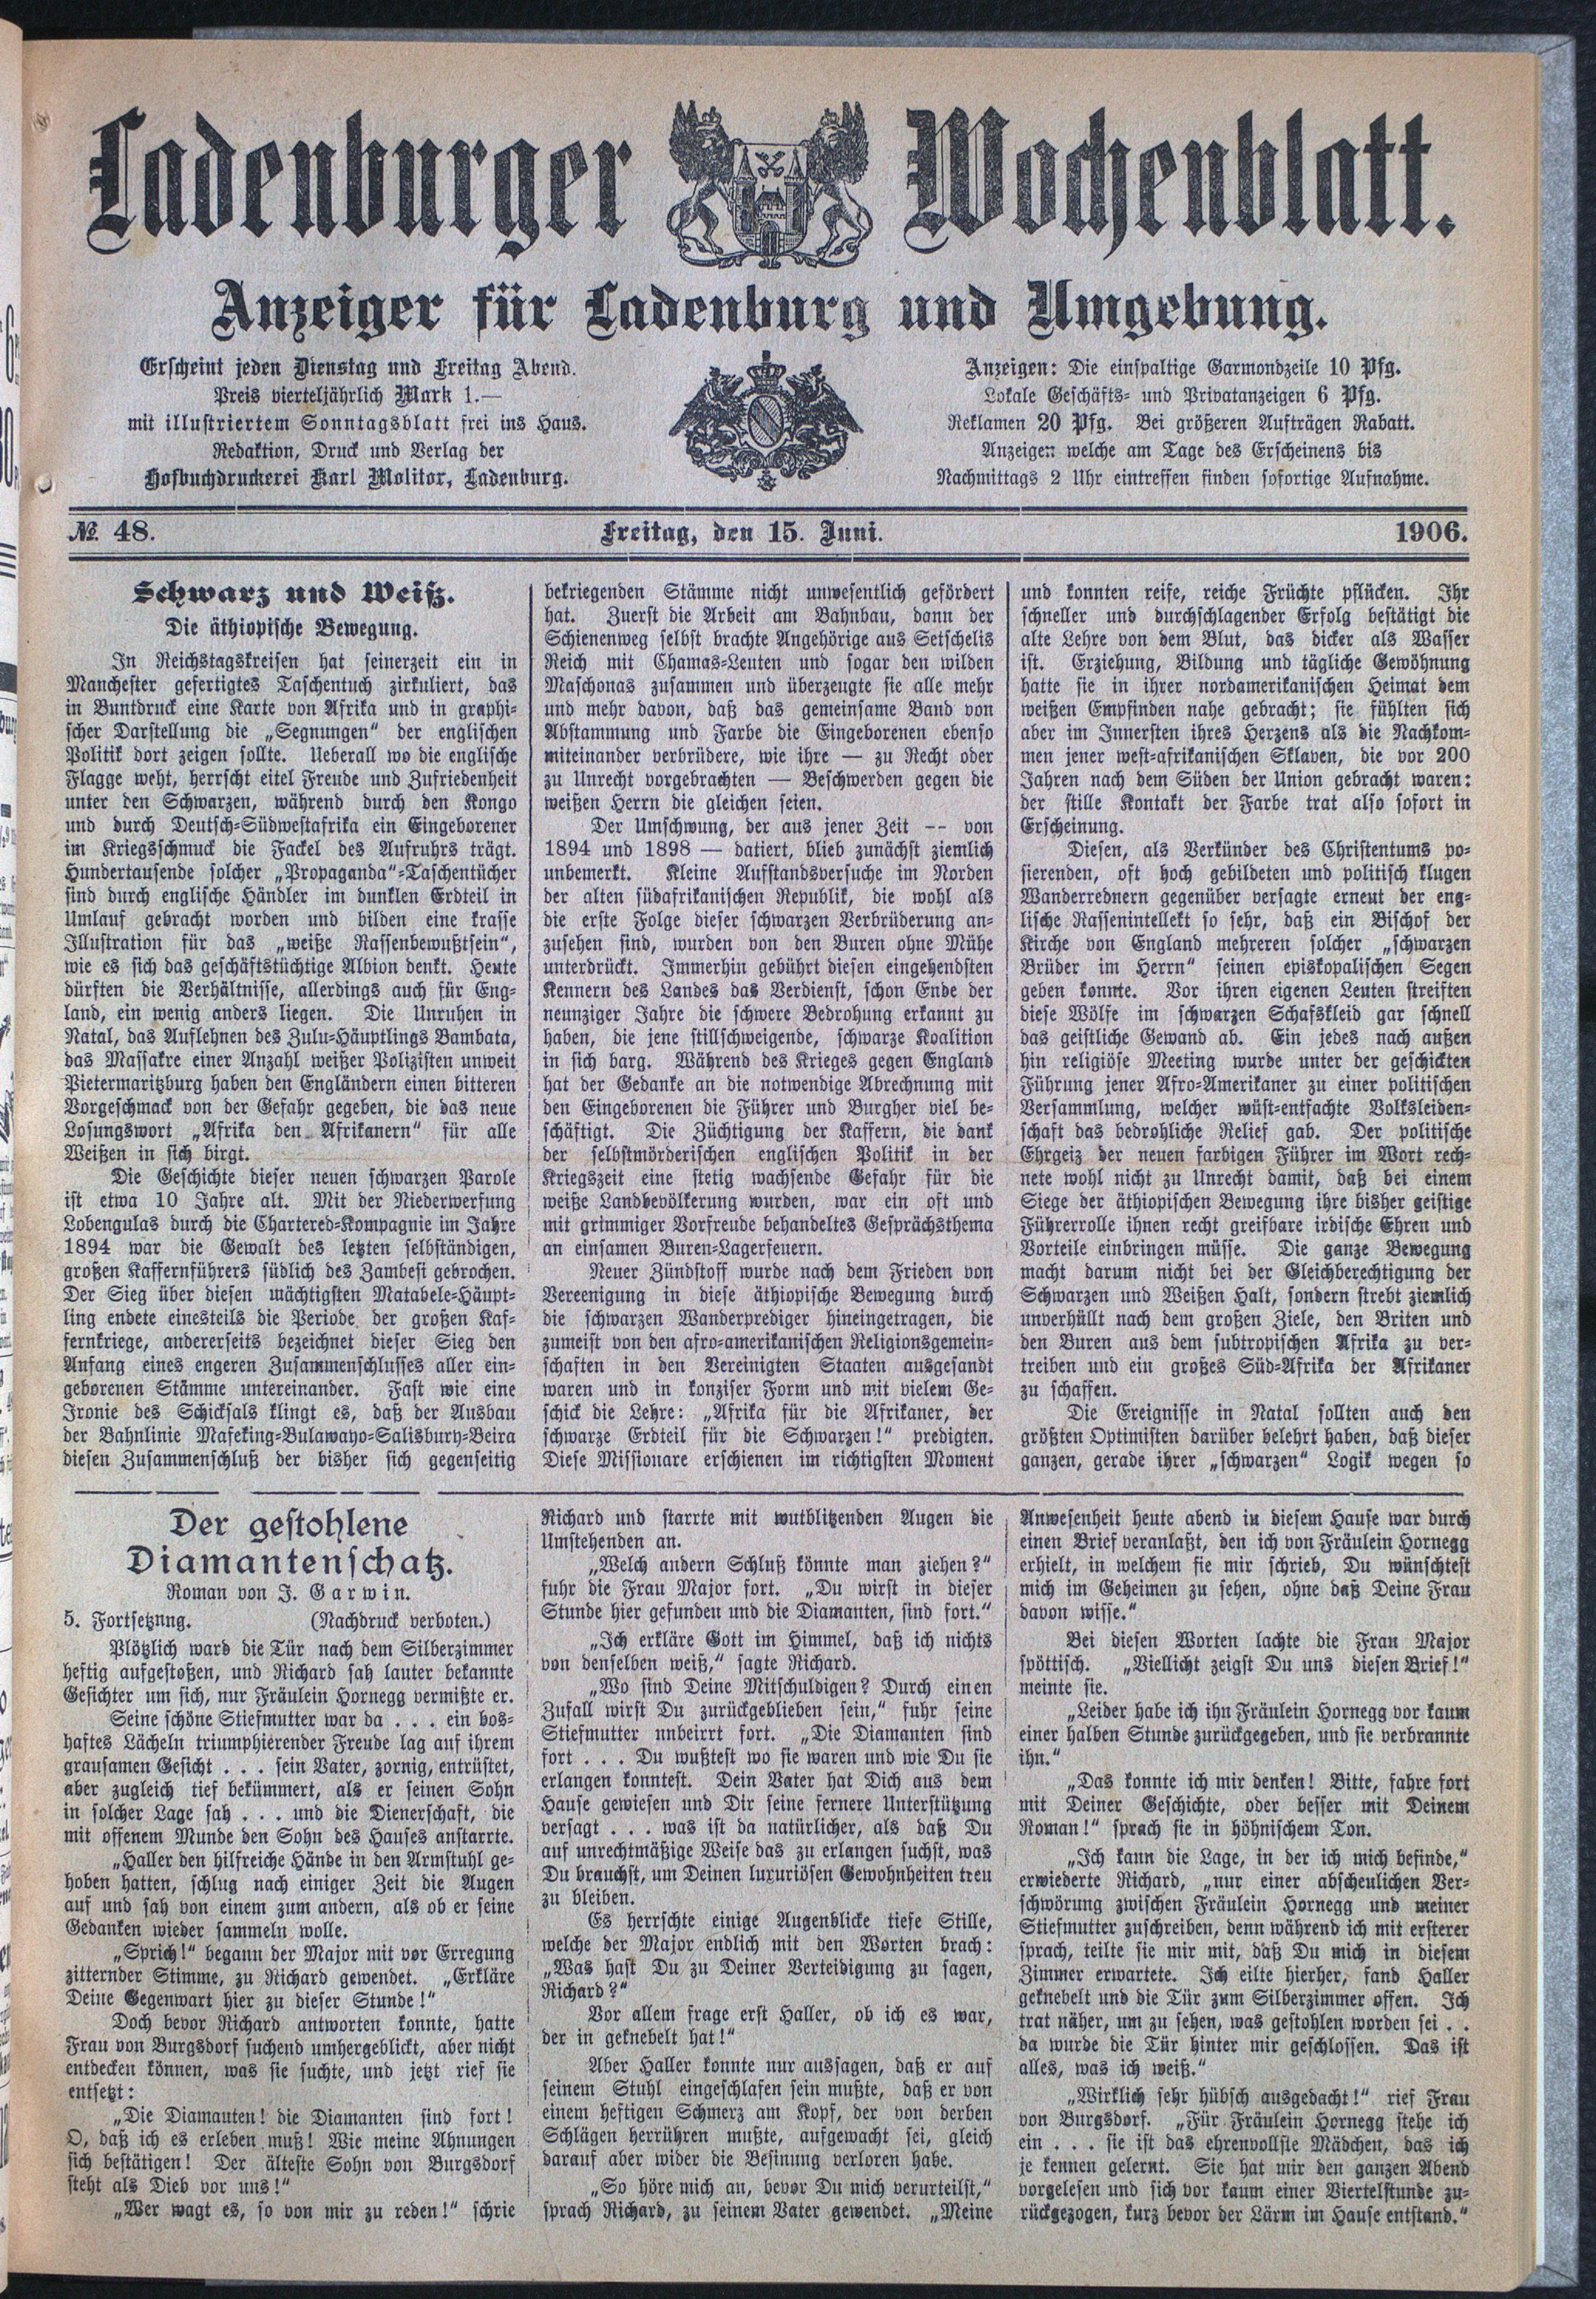 Ladenburger Wochenblatt.
Anzeiger für Ladenburg und Umgebung.
Erscheint jeden Dienstag und Freitag Abend.
Preis vierteljährlich Mark 1.—
mit illustriertem Sonntagsblatt frei ins Haus.
Redaktion, Druck und Verlag der
Hofbuchdruckerei Karl Molitor, Ladenburg.
Anzeigen: Die einspaltige Garmondzeile 10 Pfg.
Lokale Geschäfts- und Privatanzeigen 6 Pfg.
Reklamen 20 Pfg. Bei größeren Aufträgen Rabatt.
Anzeigen welche am Tage des Erscheinens bis
Nachmittags 2 Uhr eintreffen finden sofortige Aufnahme.
№ 48. Freitag, den 15. Juni. 1906.
Schwarz und Weiß.
Die äthiopische Bewegung.
In Reichstagskreisen hat seinerzeit ein in
Manchester gefertigtes Taschentuch zirkuliert, das
in Buntdruck eine Karte von Afrika und in graphi-
scher Darstellung die „Segnungen“ der englischen
Politik dort zeigen sollte. Ueberall wo die englische
Flagge weht, herrscht eitel Freude und Zufriedenheit
unter den Schwarzen, während durch den Kongo
und durch Deutsch-Südwestafrika ein Eingeborener
im Kriegsschmuck die Fackel des Aufruhrs trägt.
Hundertausende solcher „Propaganda“-Taschentücher
sind durch englische Händler im dunklen Erdteil in
Umlauf gebracht worden und bilden eine krasse
Illustration für das „weiße Rassenbewußtsein“,
wie es sich das geschäftstüchtige Albion denkt. Heute
dürften die Verhältnisse, allerdings auch für Eng-
land, ein wenig anders liegen. Die Unruhen in
Natal, das Auflehnen des Zulu-Häuptlings Bambata,
das Massakre einer Anzahl weißer Polizisten unweit
Pietermaritzburg haben den Engländern einen bitteren
Vorgeschmack von der Gefahr gegeben, die das neue
Losungswort „Afrika den Afrikanern“ für alle
Weißen in sich birgt.
Die Geschichte dieser neuen schwarzen Parole
ist etwa 10 Jahre alt. Mit der Niederwerfung
Lobengulas durch die Chartered-Kompagnie im Jahre
1894 war die Gewalt des letzten selbständigen,
großen Kaffernführers südlich des Zambesi gebrochen.
Der Sieg über diesen mächtigsten Matabele-Häupt-
ling endete einesteils die Periode der großen Kaf-
fernkriege, andererseits bezeichnet dieser Sieg den
Anfang eines engeren Zusammenschlusses aller ein-
geborenen Stämme untereinander. Fast wie eine
Ironie des Schicksals klingt es, daß der Ausbau
der Bahnlinie Mafeking-Bulawayo-Salisbury-Beira
diesen Zusammenschluß der bisher sich gegenseitig
bekriegenden Stämme nicht unwesentlich gefördert
hat. Zuerst die Arbeit am Bahnbau, dann der
Schienenweg selbst brachte Angehörige aus Setschelis
Reich mit Chamas-Leuten und sogar den wilden
Maschonas zusammen und überzeugte sie alle mehr
und mehr davon, daß das gemeinsame Band von
Abstammung und Farbe die Eingeborenen ebenso
miteinander verbrüdere, wie ihre — zu Recht oder
zu Unrecht vorgebrachten — Beschwerden gegen die
weißen Herrn die gleichen seien.
Der Umschwung, der aus jener Zeit -- von
1894 und 1898 — datiert, blieb zunächst ziemlich
unbemerkt. Kleine Aufstandsversuche im Norden
der alten südafrikanischen Republik, die wohl als
die erste Folge dieser schwarzen Verbrüderung an-
zusehen sind, wurden von den Buren ohne Mühe
unterdrückt. Immerhin gebührt diesen eingehendsten
Kennern des Landes das Verdienst, schon Ende der
neunziger Jahre die schwere Bedrohung erkannt zu
haben, die jene stillschweigende, schwarze Koalition
in sich barg. Während des Krieges gegen England
hat der Gedanke an die notwendige Abrechnung mit
den Eingeborenen die Führer und Burgher viel be-
schäftigt. Die Züchtigung der Kaffern, die dank
der selbstmörderischen englischen Politik in der
Kriegszeit eine stetig wachsende Gefahr für die
weiße Landbevölkerung wurden, war ein oft und
mit grimmiger Vorfreude behandeltes Gesprächsthema
an einsamen Buren-Lagerfeuern.
Neuer Zündstoff wurde nach dem Frieden von
Vereenigung in diese äthiopische Bewegung durch
die schwarzen Wanderprediger hineingetragen, die
zumeist von den afro-amerikanischen Religionsgemein-
schaften in den Vereinigten Staaten ausgesandt
waren und in konziser Form und mit vielem Ge-
schick die Lehre: „Afrika für die Afrikaner, der
schwarze Erdteil für die Schwarzen!“ predigten.
Diese Missionare erschienen im richtigsten Moment
und konnten reife, reiche Früchte pflücken. Ihr
schneller und durchschlagender Erfolg bestätigt die
alte Lehre von dem Blut, das dicker als Wasser
ist. Erziehung, Bildung und tägliche Gewöhnung
hatte sie in ihrer nordamerikanischen Heimat dem
weißen Empfinden nahe gebracht; sie fühlten sich
aber im Innersten ihres Herzens als die Nachkom-
men jener west-afrikanischen Sklaven, die vor 200
Jahren nach dem Süden der Union gebracht waren:
der stille Kontakt der Farbe trat also sofort in
Erscheinung.
Diesen, als Verkünder des Christentums po-
sierenden, oft hoch gebildeten und politisch klugen
Wanderrednern gegenüber versagte erneut der eng-
lische Rassenintellekt so sehr, daß ein Bischof der
Kirche von England mehreren solcher „schwarzen
Brüder im Herrn“ seinen episkopalischen Segen
geben konnte. Vor ihren eigenen Leuten streiften
diese Wölfe im schwarzen Schafskleid gar schnell
das geistliche Gewand ab. Ein jedes nach außen
hin religiöse Meeting wurde unter der geschickten
Führung jener Afro-Amerikaner zu einer politischen
Versammlung, welcher wüst-entfachte Volksleiden-
schaft das bedrohliche Relief gab. Der politische
Ehrgeiz der neuen farbigen Führer im Wort rech-
nete wohl nicht zu Unrecht damit, daß bei einem
Siege der äthiopischen Bewegung ihre bisher geistige
Führerrolle ihnen recht greifbare irdische Ehren und
Vorteile einbringen müsse. Die ganze Bewegung
macht darum nicht bei der Gleichberechtigung der
Schwarzen und Weißen Halt, sondern strebt ziemlich
unverhüllt nach dem großen Ziele, den Briten und
den Buren aus dem subtropischen Afrika zu ver-
treiben und ein großes Süd-Afrika der Afrikaner
zu schaffen.
Die Ereignisse in Natal sollten auch den
größten Optimisten darüber belehrt haben, daß dieser
ganzen, gerade ihrer „schwarzen“ Logik wegen so
Der gestohlene
Diamantenschatz.
Roman von J. Garwin.
5. Fortsetznng. (Nachdruck verboten.)
Plötzlich ward die Tür nach dem Silberzimmer
heftig aufgestoßen, und Richard sah lauter bekannte
Gesichter um sich, nur Fräulein Hornegg vermißte er.
Seine schöne Stiefmutter war da . . . ein bos-
haftes Lächeln triumphierender Freude lag auf ihrem
grausamen Gesicht . . . sein Vater, zornig, entrüstet,
aber zugleich tief bekümmert, als er seinen Sohn
in solcher Lage sah . . . und die Dienerschaft, die
mit offenem Munde den Sohn des Hauses anstarrte.
„Haller den hilfreiche Hände in den Armstuhl ge-
hoben hatten, schlug nach einiger Zeit die Augen
auf und sah von einem zum andern, als ob er seine
Gedanken wieder sammeln wolle.
„Sprich!“ begann der Major mit vor Erregung
zitternder Stimme, zu Richard gewendet. „Erkläre
Deine Gegenwart hier zu dieser Stunde!“
Doch bevor Richard antworten konnte, hatte
Frau von Burgsdorf suchend umhergeblickt, aber nicht
entdecken können, was sie suchte, und jetzt rief sie
entsetzt:
„Die Diamanten! die Diamanten sind fort!
O, daß ich es erleben muß! Wie meine Ahnungen
sich bestätigen! Der älteste Sohn von Burgsdorf
steht als Dieb vor uns!“
„Wer wagt es, so von mir zu reden!“ schrie
Richard und starrte mit wutblitzenden Augen die
Umstehenden an.
„Welch andern Schluß könnte man ziehen?“
fuhr die Frau Major fort. „Du wirst in dieser
Stunde hier gefunden und die Diamanten, sind fort.“
„Ich erkläre Gott im Himmel, daß ich nichts
von denselben weiß,“ sagte Richard.
„Wo sind Deine Mitschuldigen? Durch einen
Zufall wirst Du zurückgeblieben sein,“ fuhr seine
Stiefmutter nnbeirrt fort. „Die Diamanten sind
fort . . . Du wußtest wo sie waren und wie Du sie
erlangen konntest. Dein Vater hat Dich aus dem
Hause gewiesen und Dir seine fernere Unterstützung
versagt . . . was ist da natürlicher, als daß Du
auf unrechtmäßige Weise das zu erlangen suchst, was
Du brauchst, um Deinen luxuriösen Gewohnheiten treu
zu bleiben.
Es herrschte einige Augenblicke tiefe Stille,
welche der Major endlich mit den Worten brach:
„Was hast Du zu Deiner Verteidigung zu sagen,
Richard?“
Vor allem frage erst Haller, ob ich es war,
der in geknebelt hat!“
Aber Haller konnte nur aussagen, daß er auf
seinem Stuhl eingeschlafen sein mußte, daß er von
einem heftigen Schmerz am Kopf, der von derben
Schlägen herrühren mußte, aufgewacht sei, gleich
darauf aber wider die Besinung verloren habe.
„So höre mich an, bevor Du mich verurteilst,“
sprach Richard, zu seinem Vater gewendet. „Meine
Anwesenheit heute abend in diesem Hause war durch
einen Brief veranlaßt, den ich von Fräulein Hornegg
erhielt, in welchem sie mir schrieb, Du wünschtest
mich im Geheimen zu sehen, ohne daß Deine Frau
davon wisse.“
Bei diesen Worten lachte die Frau Major
spöttisch. „Viellicht zeigst Du uns diesen Brief!“
meinte sie.
„Leider habe ich ihn Fräulein Hornegg vor kaum
einer halben Stunde zurückgegeben, und sie verbrannte
ihn.“
„Das konnte ich mir denken! Bitte, fahre fort
mit Deiner Geschichte, oder besser mit Deinem
Roman!“ sprach sie in höhnischem Ton.
„Ich kann die Lage, in der ich mich befinde,“
erwiederte Richard, „nur einer abscheulichen Ver-
schwörung zwischen Fräulein Hornegg und meiner
Stiefmutter zuschreiben, denn während ich mit ersterer
sprach, teilte sie mir mit, daß Du mich in diesem
Zimmer erwartete. Ich eilte hierher, fand Haller
geknebelt und die Tür zum Silberzimmer offen. Ich
trat näher, um zu sehen, was gestohlen worden sei . .
da wurde die Tür hinter mir geschlossen. Das ist
alles, was ich weiß.“
„Wirklich sehr hübsch ausgedacht!“ rief Frau
von Burgsdorf. „Für Fräulein Hornegg stehe ich
ein . . . sie ist das ehrenvollste Mädchen, das ich
je kennen gelernt. Sie hat mir den ganzen Abend
vorgelesen und sich vor kaum einer Viertelstunde zu-
rückgezogen, kurz bevor der Lärm im Hause entstand.“